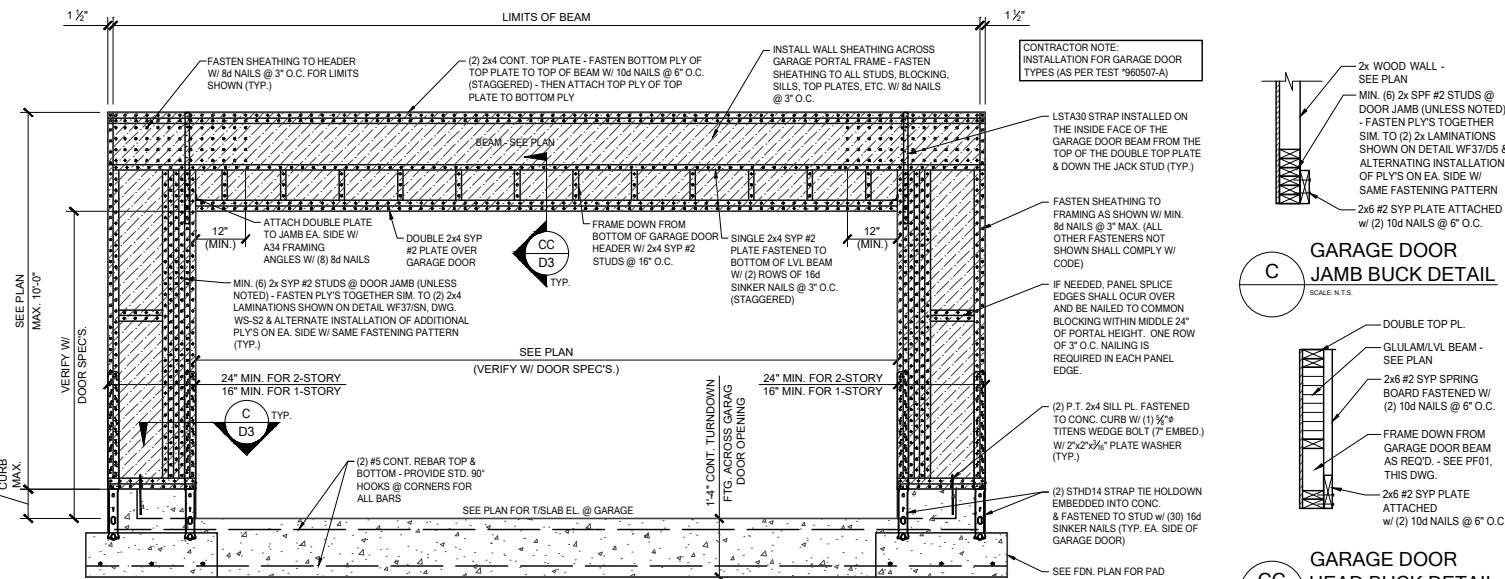 1 ½"
LIMITS OF BEAM
1 ½"
FASTEN SHEATHING TO HEADER
W/ 8d NAILS @ 3" O.C. FOR LIMITS
SHOWN (TYP.)
(2) 2x4 CONT. TOP PLATE - FASTEN BOTTOM PLY OF
TOP PLATE TO TOP OF BEAM W/ 10d NAILS @ 6" O.C.
(STAGGERED) - THEN ATTACH TOP PLY OF TOP
PLATE TO BOTTOM PLY
INSTALL WALL SHEATHING ACROSS
GARAGE PORTAL FRAME - FASTEN
SHEATHING TO ALL STUDS, BLOCKING,
SILLS, TOP PLATES, ETC. W/ 8d NAILS
@ 3" O.C.
CONTRACTOR NOTE:
INSTALLATION FOR GARAGE DOOR
TYPES (AS PER TEST *960507-A)
BEAM - SEE PLAN
LSTA30 STRAP INSTALLED ON
THE INSIDE FACE OF THE
GARAGE DOOR BEAM FROM THE
TOP OF THE DOUBLE TOP PLATE
& DOWN THE JACK STUD (TYP.)
SEE PLAN
MAX. 10'-0"
VERIFY W/
DOOR SPEC'S.
ATTACH DOUBLE PLATE
TO JAMB EA. SIDE W/
A34 FRAMING
ANGLES W/ (8) 8d NAILS
12"
(MIN.)
DOUBLE 2x4 SYP
#2 PLATE OVER
GARAGE DOOR
CC
D3
TYP.
FRAME DOWN FROM
BOTTOM OF GARAGE DOOR
HEADER W/ 2x4 SYP #2
STUDS @ 16" O.C.
SINGLE 2x4 SYP #2
PLATE FASTENED TO
BOTTOM OF LVL BEAM
W/ (2) ROWS OF 16d
SINKER NAILS @ 3" O.C.
(STAGGERED)
12"
(MIN.)
FASTEN SHEATHING TO
FRAMING AS SHOWN W/ MIN.
8d NAILS @ 3" MAX. (ALL
OTHER FASTENERS NOT
SHOWN SHALL COMPLY W/
CODE)
MIN. (6) 2x SYP #2 STUDS @ DOOR JAMB (UNLESS
NOTED) - FASTEN PLY'S TOGETHER SIM. TO (2) 2x4
LAMINATIONS SHOWN ON DETAIL WF37/SN, DWG.
WS-S2 & ALTERNATE INSTALLATION OF ADDITIONAL
PLY'S ON EA. SIDE W/ SAME FASTENING PATTERN
(TYP.)
IF NEEDED, PANEL SPLICE
EDGES SHALL OCUR OVER
AND BE NAILED TO COMMON
BLOCKING WITHIN MIDDLE 24"
OF PORTAL HEIGHT. ONE ROW
OF 3" O.C. NAILING IS
REQUIRED IN EACH PANEL
EDGE.
SEE PLAN
(VERIFY W/ DOOR SPEC'S.)
24" MIN. FOR 2-STORY
16" MIN. FOR 1-STORY
24" MIN. FOR 2-STORY
16" MIN. FOR 1-STORY
C
D3
TYP.
1'-4" CONT. TURNDOWN
FTG. ACROSS GARAG
DOOR OPENING
(2) P.T. 2x4 SILL PL. FASTENED
TO CONC. CURB W/ (1) ⅝"ø
TITENS WEDGE BOLT (7" EMBED.)
W/ 2"x2"x³⁄₁₆" PLATE WASHER
(TYP.)
CURB
MAX.
(2) #5 CONT. REBAR TOP &
BOTTOM - PROVIDE STD. 90°
HOOKS @ CORNERS FOR
ALL BARS
SEE PLAN FOR T/SLAB EL. @ GARAGE
(2) STHD14 STRAP TIE HOLDOWN
EMBEDDED INTO CONC.
& FASTENED TO STUD w/ (30) 16d
SINKER NAILS (TYP. EA. SIDE OF
GARAGE DOOR)
SEE FDN. PLAN FOR PAD
2x WOOD WALL -
SEE PLAN
MIN. (6) 2x SPF #2 STUDS @
DOOR JAMB (UNLESS NOTED)
- FASTEN PLY'S TOGETHER
SIM. TO (2) 2x LAMINATIONS
SHOWN ON DETAIL WF37/D5 &
ALTERNATING INSTALLATION
OF PLY'S ON EA. SIDE W/
SAME FASTENING PATTERN
2x6 #2 SYP PLATE ATTACHED
w/ (2) 10d NAILS @ 6" O.C.
C
GARAGE DOOR
JAMB BUCK DETAIL
SCALE: N.T.S.
DOUBLE TOP PL.
GLULAM/LVL BEAM -
SEE PLAN
2x6 #2 SYP SPRING
BOARD FASTENED W/
(2) 10d NAILS @ 6" O.C.
FRAME DOWN FROM
GARAGE DOOR BEAM
AS REQ'D. - SEE PF01,
THIS DWG.
2x6 #2 SYP PLATE
ATTACHED
w/ (2) 10d NAILS @ 6" O.C
CC
GARAGE DOOR
HEAD BUCK DETAIL